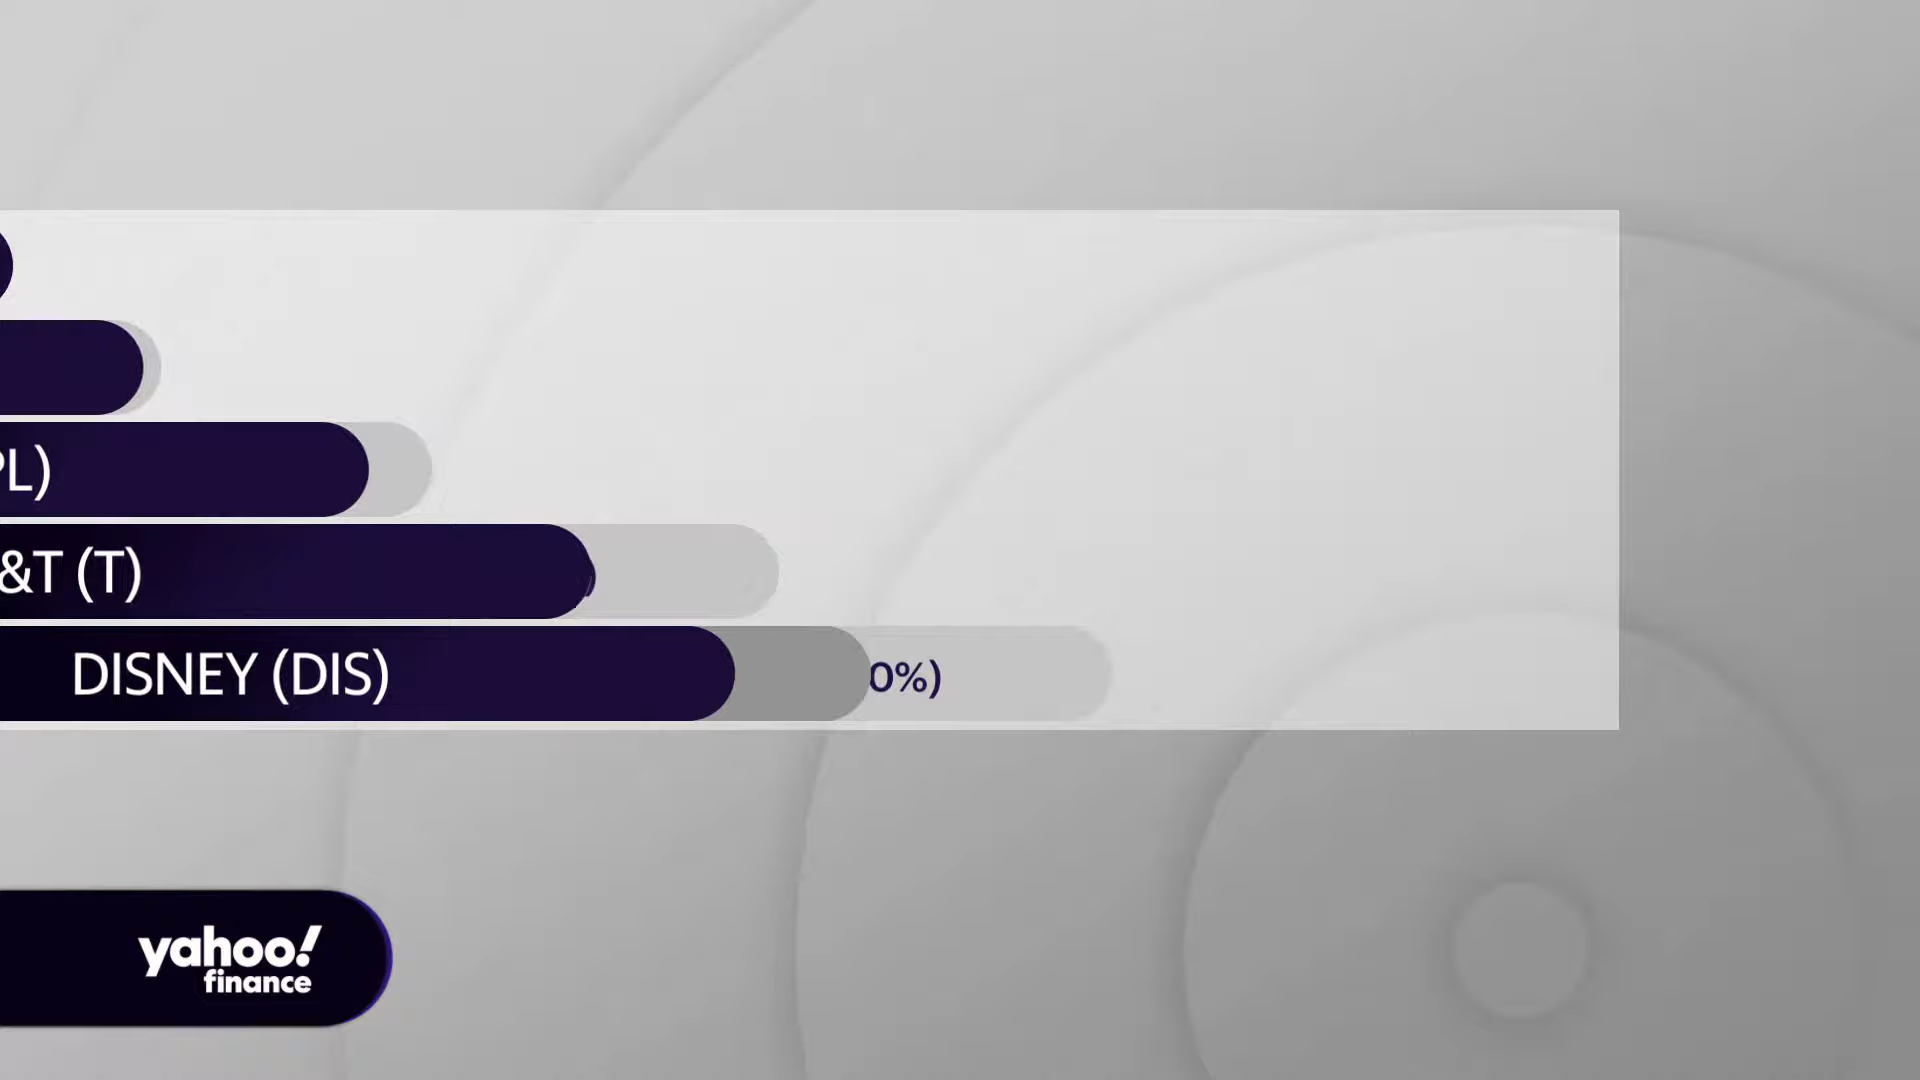 PL)
&T (T)
DISNEY (DIS)
0%)
yahoo!
finance